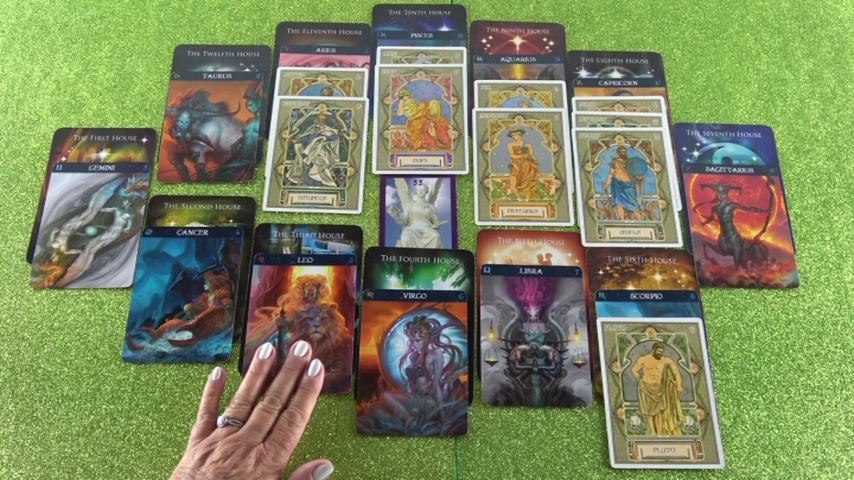 THE TENTH HOUSE
PISCES
THE ELEVENTH HOUSE
ARIES
THE NINTH HOUSE
AQUARIUS
THE TWELFTH HOUSE
TAURUS
THE EIGHTH HOUSE
CAPRICORN
THE FIRST HOUSE
GEMINI
THE SEVENTH HOUSE
SAGITTARIUS
THE SECOND HOUSE
CANCER
THE THIRD HOUSE
LEO
THE FOURTH HOUSE
VIRGO
THE FIFTH HOUSE
LIBRA
THE SIXTH HOUSE
SCORPIO
33
PLUTO